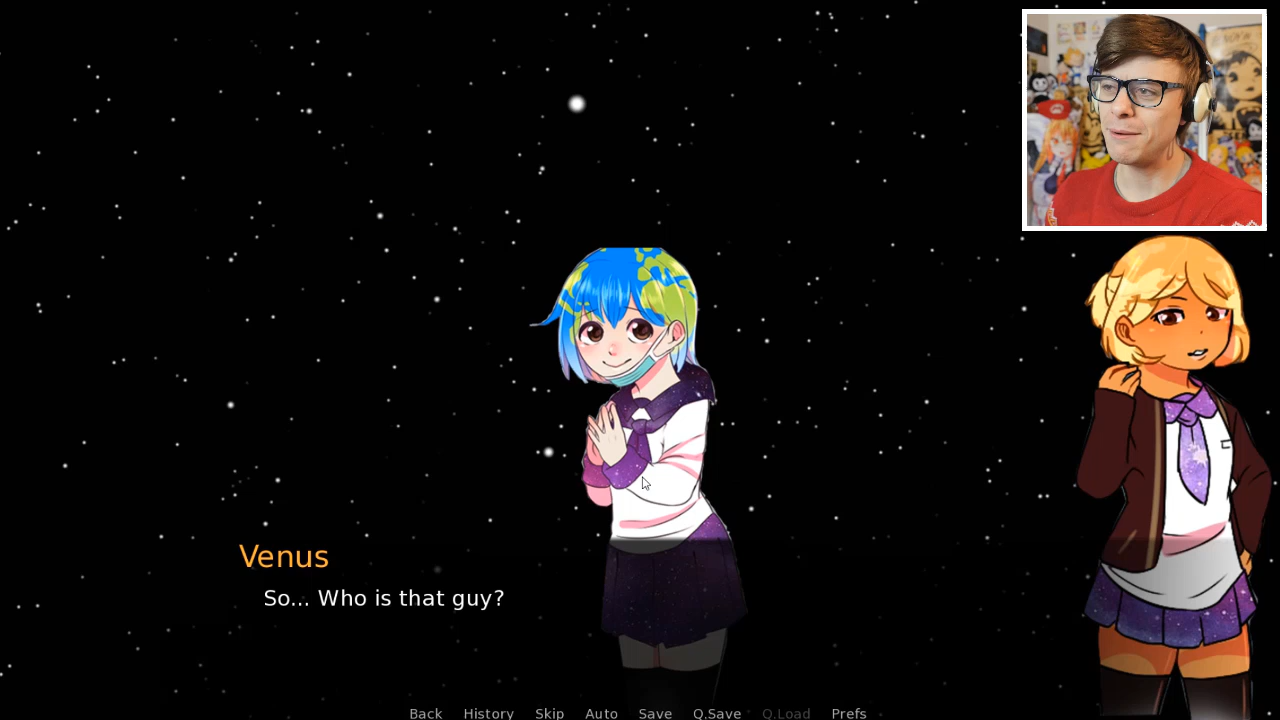 Venus
So... Who is that guy?
Back History Skip Auto Save Q.Save Q.Load Prefs